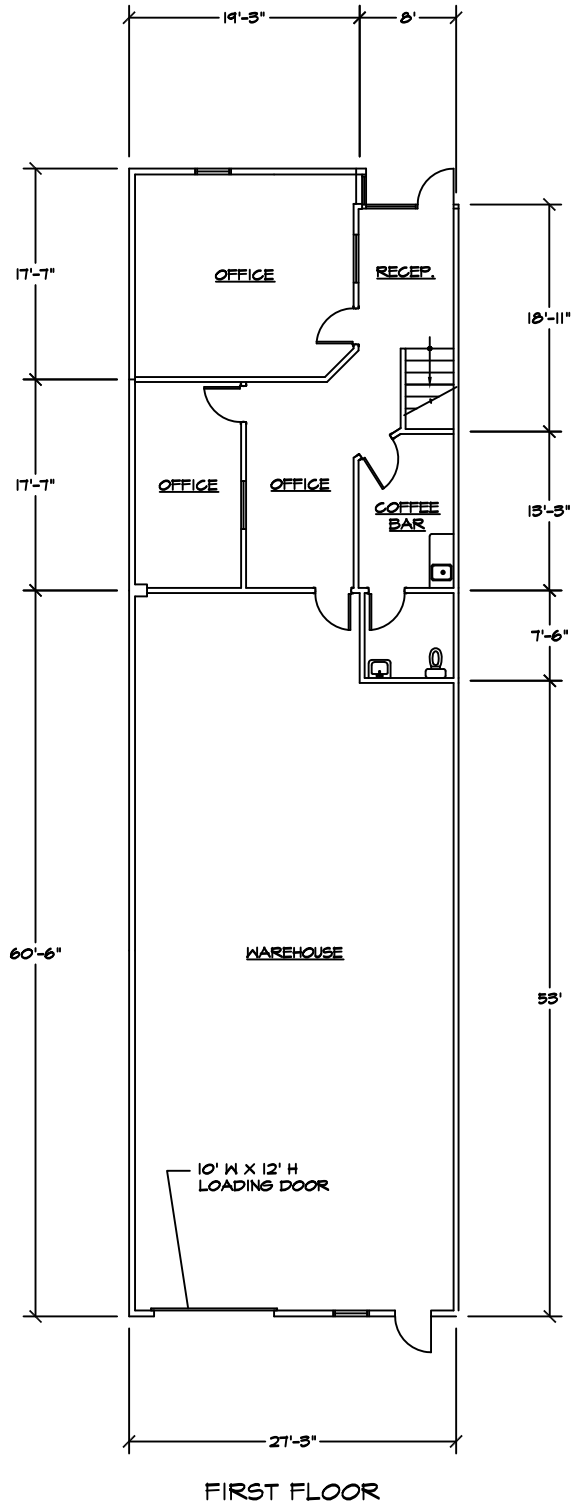 19'-3"
8'
17'-7"
OFFICE
RECEP.
18'-11"
17'-7"
OFFICE
OFFICE
COFFEE
BAR
13'-3"
7'-6"
60'-6"
WAREHOUSE
53'
10' W X 12' H
LOADING DOOR
27'-3"
FIRST FLOOR